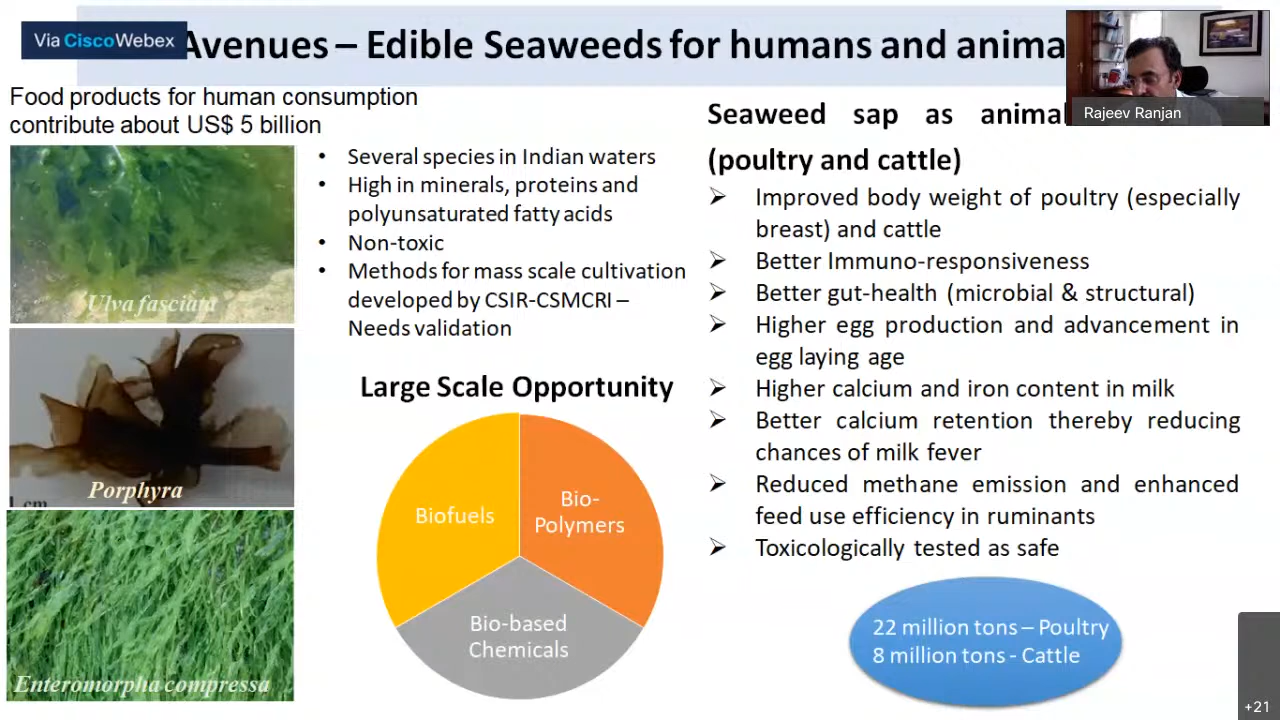 Via CiscoWebex
Avenues – Edible Seaweeds for humans and anima
Rajeev Ranjan
Food products for human consumption
contribute about US$ 5 billion
Ulva fasciata
Porphyra
1 cm
Enteromorpha compressa
• Several species in Indian waters
• High in minerals, proteins and
polyunsaturated fatty acids
• Non-toxic
• Methods for mass scale cultivation
developed by CSIR-CSMCRI –
Needs validation
Large Scale Opportunity
Biofuels
Bio-
Polymers
Bio-based
Chemicals
Seaweed sap as animal
(poultry and cattle)
➢ Improved body weight of poultry (especially
breast) and cattle
➢ Better Immuno-responsiveness
➢ Better gut-health (microbial & structural)
➢ Higher egg production and advancement in
egg laying age
➢ Higher calcium and iron content in milk
➢ Better calcium retention thereby reducing
chances of milk fever
➢ Reduced methane emission and enhanced
feed use efficiency in ruminants
➢ Toxicologically tested as safe
22 million tons – Poultry
8 million tons - Cattle
+21